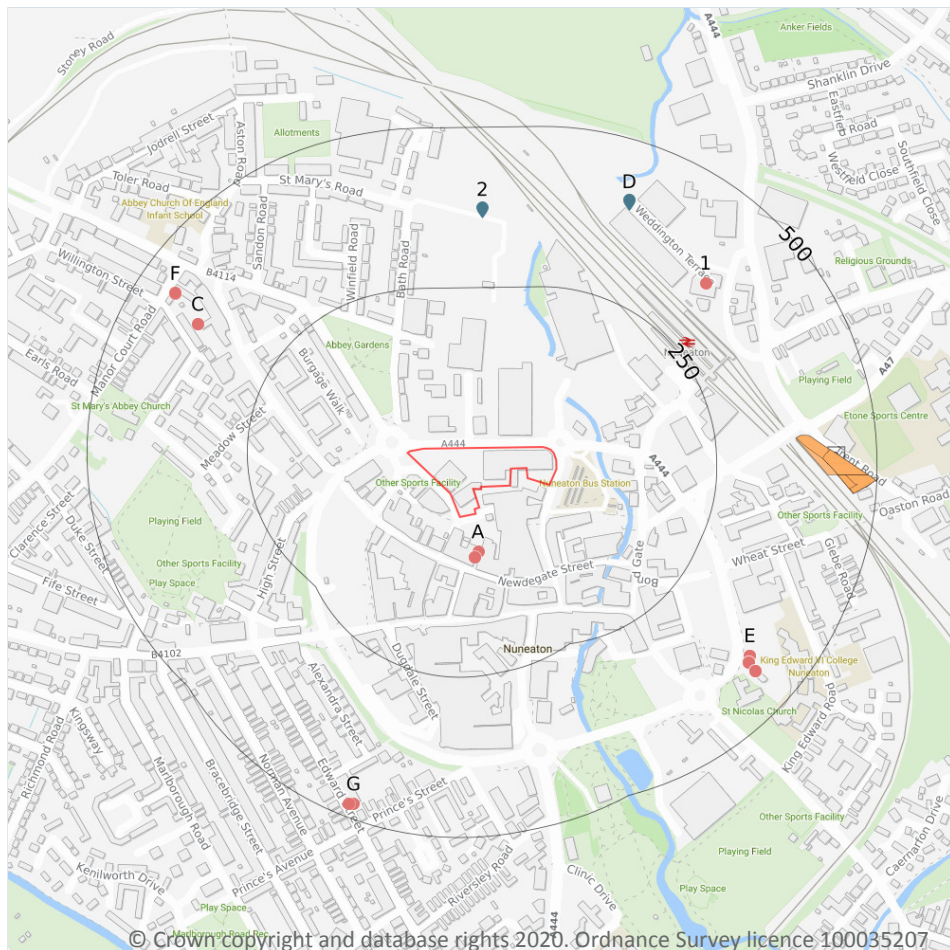 Stoney Road
A444
Anker Fields
Shanklin Drive
Eastfield Road
Westfield Close
Southfield Close
Jodrell Street
Aston Road
Allotments
Toler Road
St Mary's Road
Abbey Church Of England
Infant School
Sandon Road
Winfield Road
Bath Road
2
D
Weddington Terrace
500
Religious Grounds
Willington Street
B4114
F
C
1
Manor Court Road
Earls Road
Abbey Gardens
Burgage Walk
Nuneaton
250
A47
Playing Field
Etone Sports Centre
St Mary's Abbey Church
Meadow Street
A444
A444
Other Sports Facility
Nuneaton Bus Station
Oaston Road
Other Sports Facility
Clarence Street
Duke Street
Playing Field
Other Sports Facility
Play Space
High Street
A
Newdegate Street
Bond Gate
Wheat Street
Glebe Road
Fife Street
B4102
Nuneaton
E
King Edward VI College
Nuneaton
St Nicolas Church
King Edward Road
Dugdale Street
Alexandra Street
Kingsway
Richmond Road
Marlborough Road
Bracebridge Street
Norman Avenue
Edward Street
G
Prince's Street
Prince's Avenue
Riversley Road
Kenilworth Drive
Play Space
Marlborough Road Rec
Clinic Drive
A444
Other Sports Facility
Playing Field
Play Space
Caernarfon Drive
© Crown copyright and database rights 2020. Ordnance Survey licence 100035207